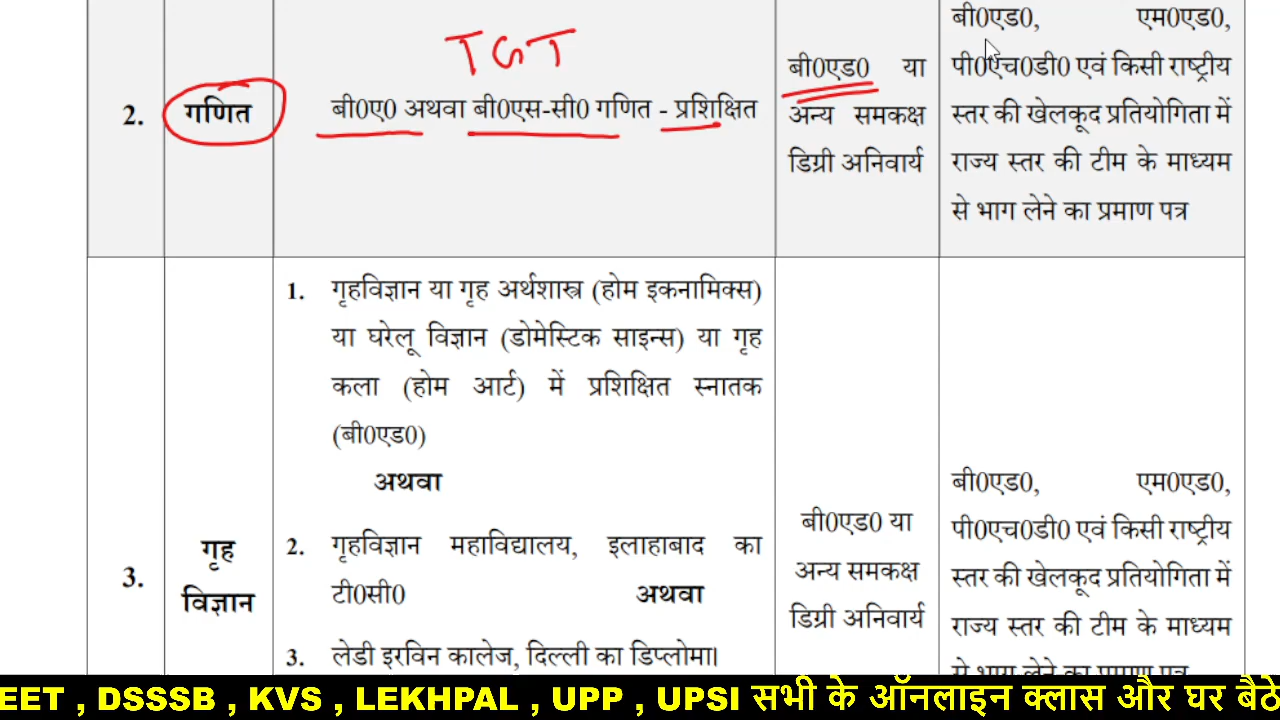 बी0एड0, एम0एड0,
TGT
2.
गणित
बी0ए0 अथवा बी0एस-सी0 गणित - प्रशिक्षित
बी0एड0 या
अन्य समकक्ष
डिग्री अनिवार्य
पी0एच0डी0 एवं किसी राष्ट्रीय
स्तर की खेलकूद प्रतियोगिता में
राज्य स्तर की टीम के माध्यम
से भाग लेने का प्रमाण पत्र
3.
गृह
विज्ञान
1. गृहविज्ञान या गृह अर्थशास्त्र (होम इकनामिक्स)
या घरेलू विज्ञान (डोमेस्टिक साइन्स) या गृह
कला (होम आर्ट) में प्रशिक्षित स्नातक
(बी0एड0)
अथवा
2. गृहविज्ञान महाविद्यालय, इलाहाबाद का
टी0सी0 अथवा
3. लेडी इरविन कालेज, दिल्ली का डिप्लोमा।
बी0एड0 या
अन्य समकक्ष
डिग्री अनिवार्य
बी0एड0, एम0एड0,
पी0एच0डी0 एवं किसी राष्ट्रीय
स्तर की खेलकूद प्रतियोगिता में
राज्य स्तर की टीम के माध्यम
से भाग लेने का प्रमाण पत्र
EET , DSSSB , KVS , LEKHPAL , UPP , UPSI सभी के ऑनलाइन क्लास और घर बैठे